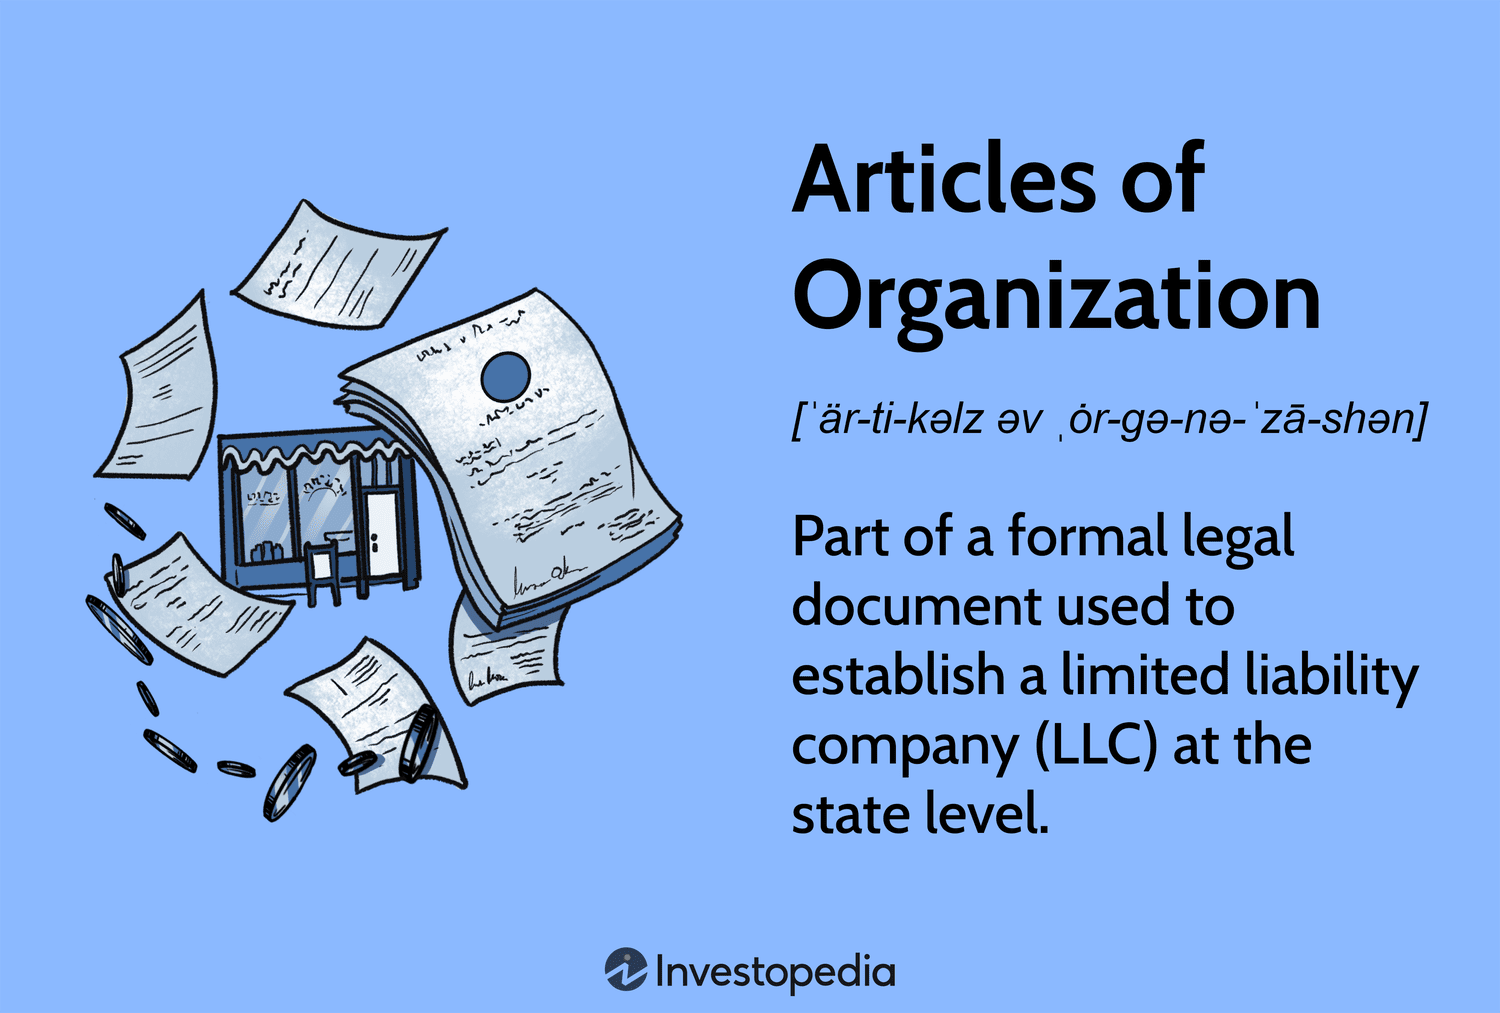 Articles of
Organization
[ˈär-ti-kəlz əv ˌȯr-gə-nə-ˈzā-shən]
Part of a formal legal
document used to
establish a limited liability
company (LLC) at the
state level.
Investopedia